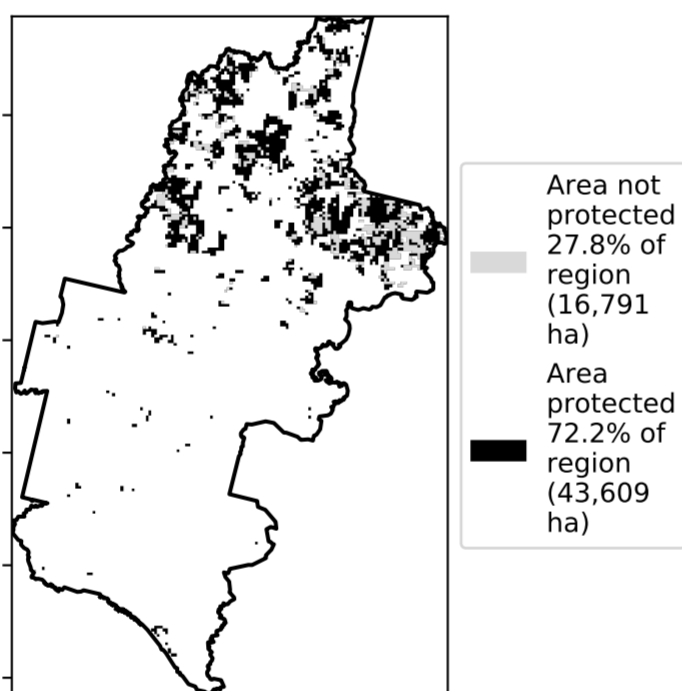 Area not
protected
27.8% of
region
(16,791
ha)
Area
protected
72.2% of
region
(43,609
ha)